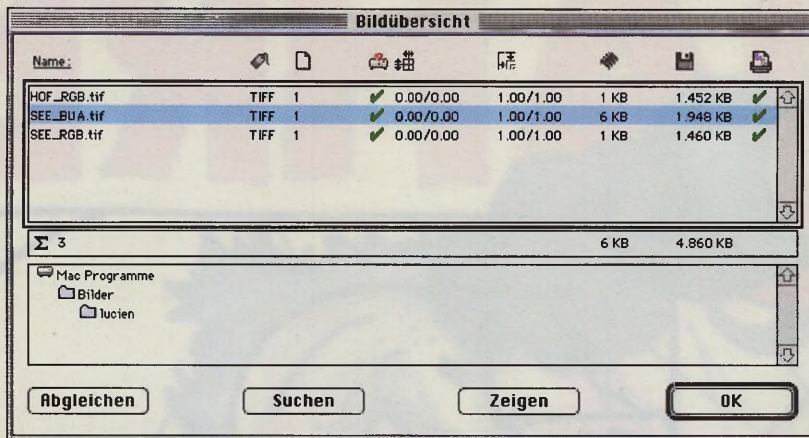 Bildübersicht
Name:
HOF_RGB.tif TIFF 1 ✔ 0.00/0.00 1.00/1.00 1 KB 1.452 KB ✔
SEE_BUA.tif TIFF 1 ✔ 0.00/0.00 1.00/1.00 6 KB 1.948 KB ✔
SEE_RGB.tif TIFF 1 ✔ 0.00/0.00 1.00/1.00 1 KB 1.460 KB ✔
Σ 3 6 KB 4.860 KB
Mac Programme
Bilder
lucien
Abgleichen Suchen Zeigen OK